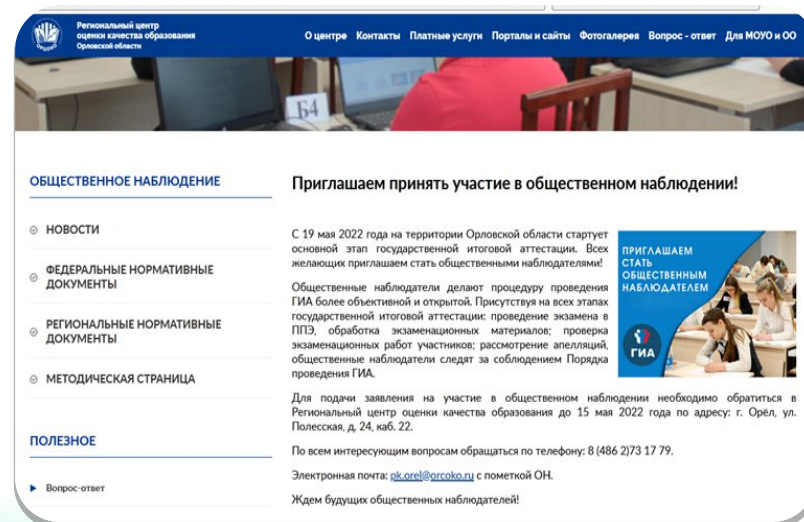 Региональный центр
оценки качества образования
Орловской области
ОРЦОКО
О центре Контакты Платные услуги Порталы и сайты Фотогалерея Вопрос - ответ Для МОУО и ОО
Б4
ОБЩЕСТВЕННОЕ НАБЛЮДЕНИЕ
НОВОСТИ
ФЕДЕРАЛЬНЫЕ НОРМАТИВНЫЕ
ДОКУМЕНТЫ
РЕГИОНАЛЬНЫЕ НОРМАТИВНЫЕ
ДОКУМЕНТЫ
МЕТОДИЧЕСКАЯ СТРАНИЦА
ПОЛЕЗНОЕ
Вопрос-ответ
Приглашаем принять участие в общественном наблюдении!
С 19 мая 2022 года на территории Орловской области стартует
основной этап государственной итоговой аттестации. Всех
желающих приглашаем стать общественными наблюдателями!
Общественные наблюдатели делают процедуру проведения
ГИА более объективной и открытой. Присутствуя на всех этапах
государственной итоговой аттестации: проведение экзамена в
ППЭ, обработка экзаменационных материалов; проверка
экзаменационных работ участников; рассмотрение апелляций,
общественные наблюдатели следят за соблюдением Порядка
проведения ГИА.
ПРИГЛАШАЕМ
СТАТЬ
ОБЩЕСТВЕННЫМ
НАБЛЮДАТЕЛЕМ
ГИА
Для подачи заявления на участие в общественном наблюдении необходимо обратиться в
Региональный центр оценки качества образования до 15 мая 2022 года по адресу: г. Орёл, ул.
Полесская, д. 24, каб. 22.
По всем интересующим вопросам обращаться по телефону: 8 (486 2)73 17 79.
Электронная почта: pk.orel@orcoko.ru с пометкой ОН.
Ждем будущих общественных наблюдателей!